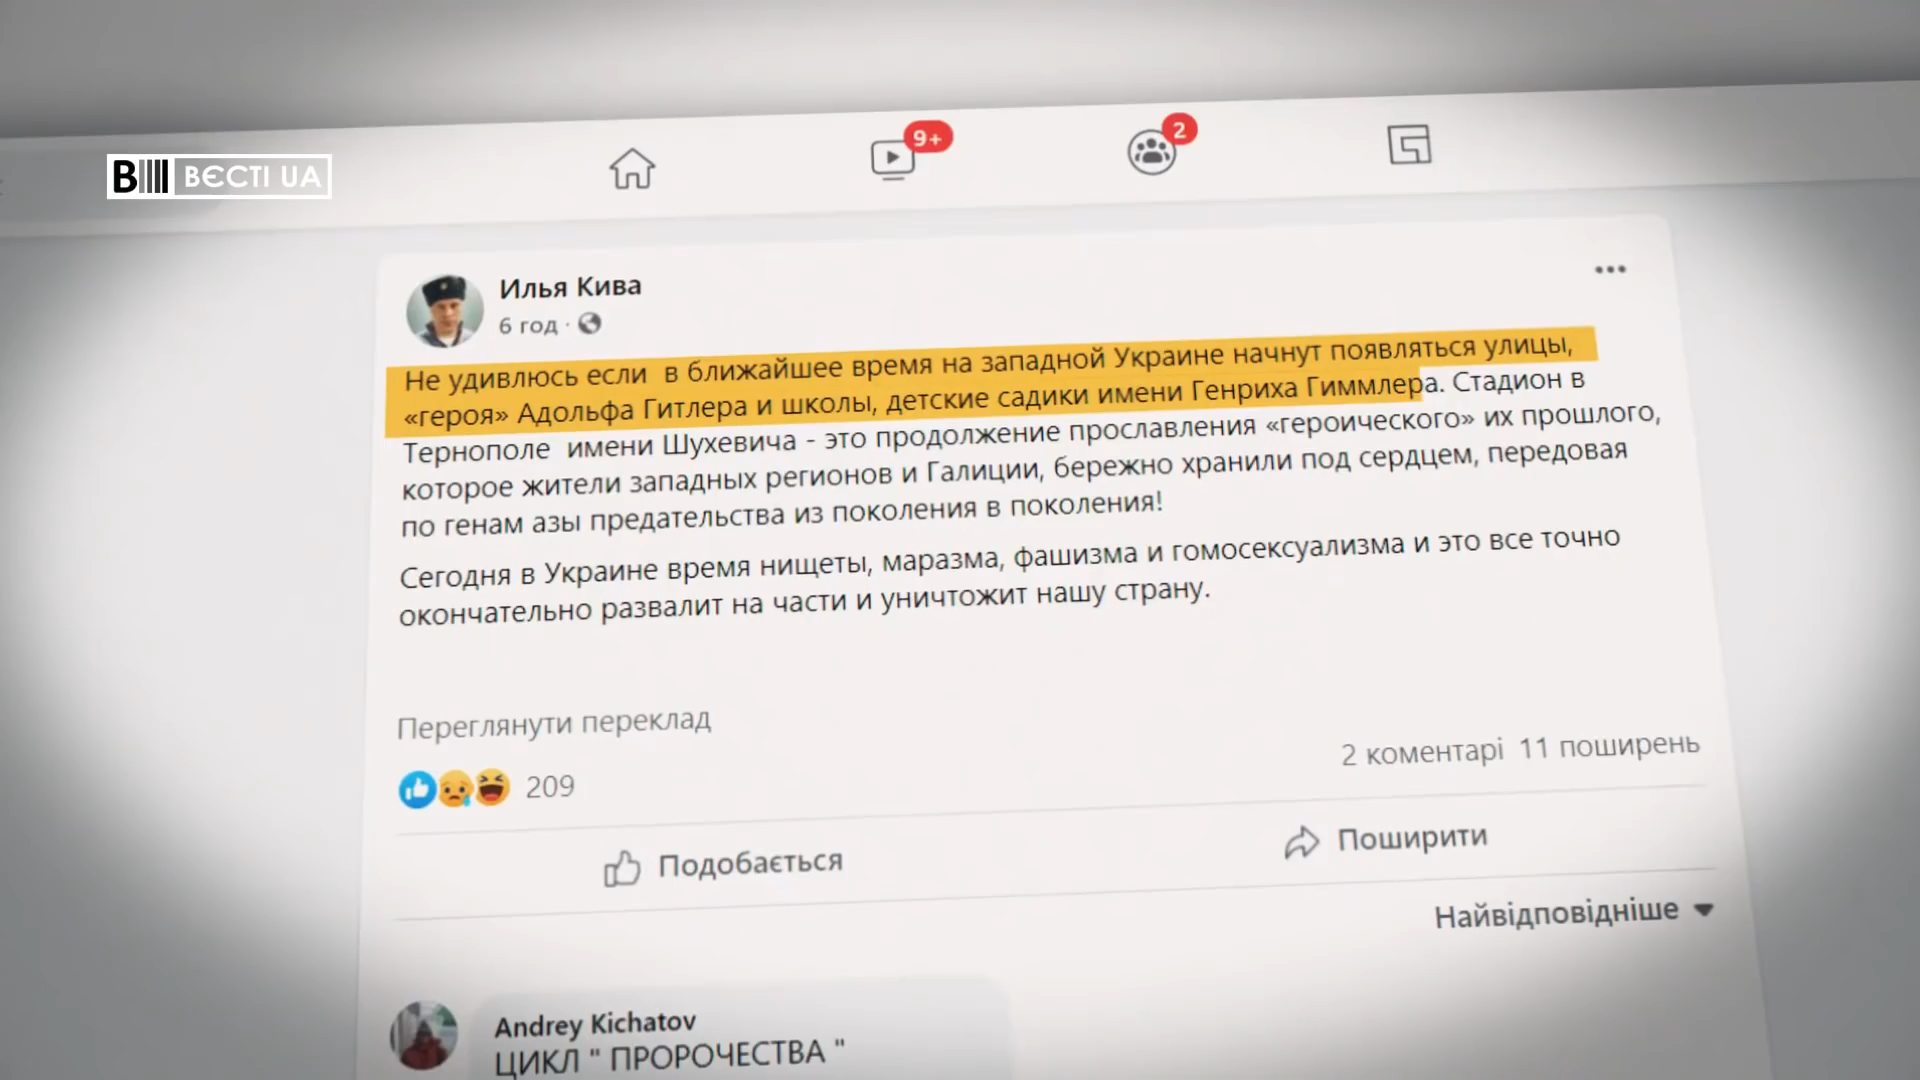 9+
2
B ВЄСТІ UA
Илья Кива
6 год ·
Не удивлюсь если в ближайшее время на западной Украине начнут появляться улицы,
«героя» Адольфа Гитлера и школы, детские садики имени Генриха Гиммлера. Стадион в
Тернополе имени Шухевича - это продолжение прославления «героического» их прошлого,
которое жители западных регионов и Галиции, бережно хранили под сердцем, передовая
по генам азы предательства из поколения в поколения!
Сегодня в Украине время нищеты, маразма, фашизма и гомосексуализма и это все точно
окончательно развалит на части и уничтожит нашу страну.
Переглянути переклад
209
2 коментарі 11 поширень
Подобається
Поширити
Найвідповідніше
Andrey Kichatov
ЦИКЛ " ПРОРОЧЕСТВА "